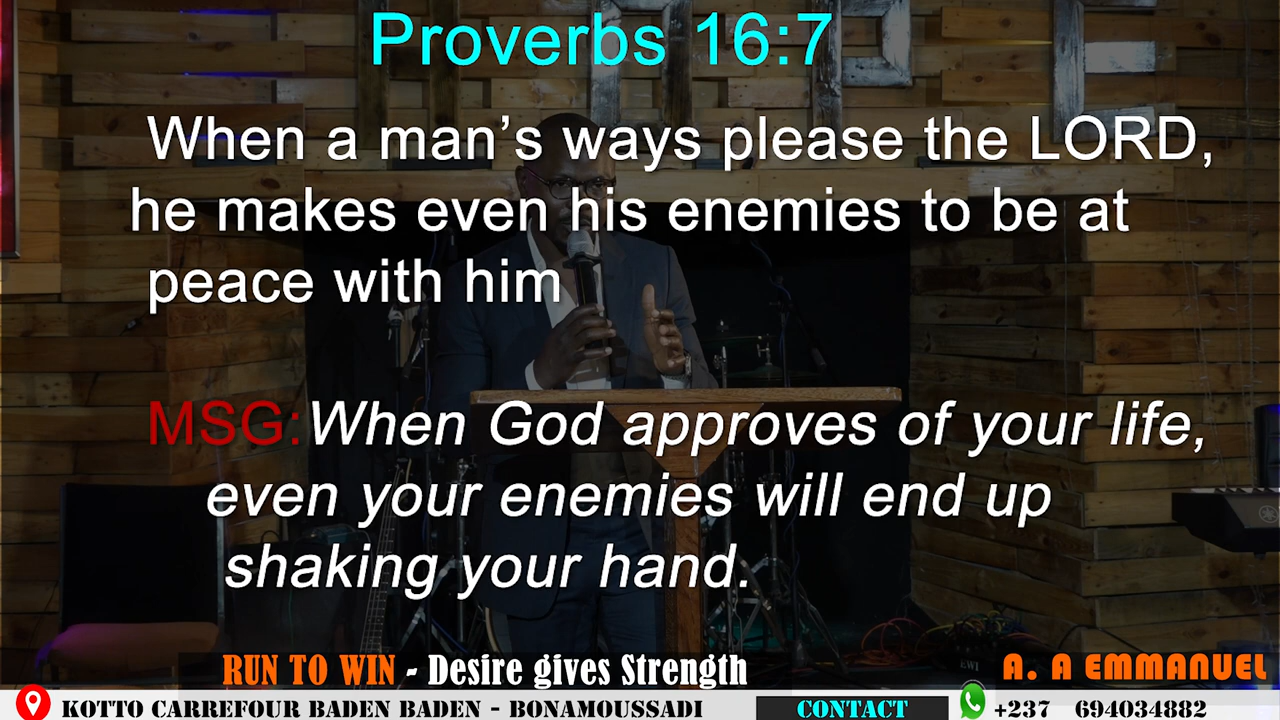 Proverbs 16:7
When a man’s ways please the LORD,
he makes even his enemies to be at
peace with him
MSG:When God approves of your life,
even your enemies will end up
shaking your hand.
RUN TO WIN - Desire gives Strength
A. A EMMANUEL
KOTTO CARREFOUR BADEN BADEN - BONAMOUSSADI
CONTACT
+237 694034882
EWI